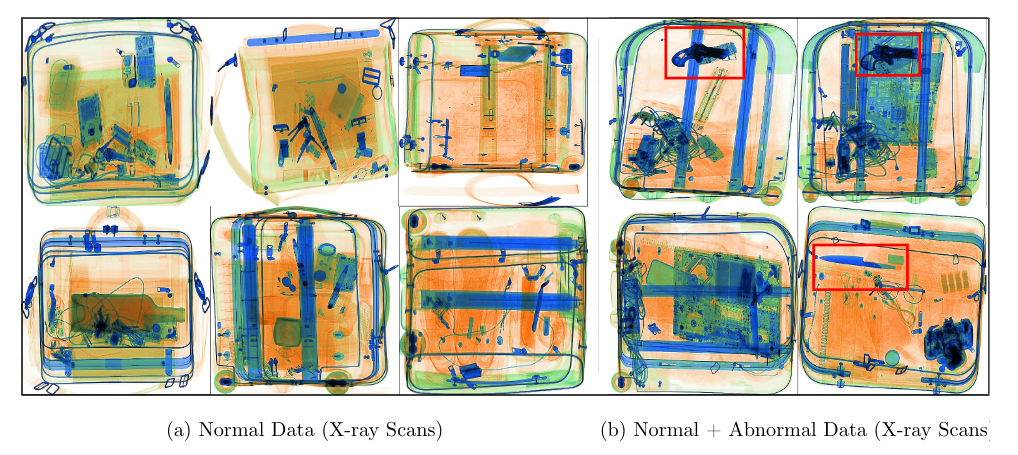 (a) Normal Data (X-ray Scans)
(b) Normal + Abnormal Data (X-ray Scans